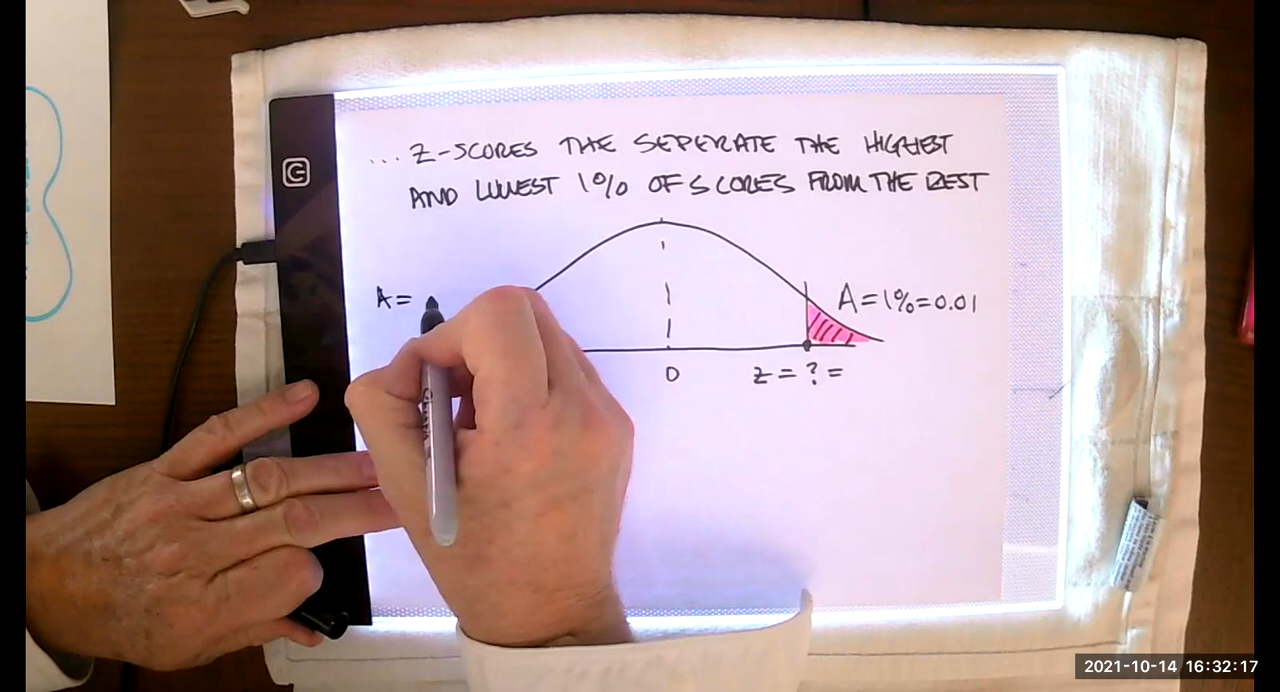 ... Z-SCORES THE SEPERATE THE HIGHEST
AND LOWEST 1% OF SCORES FROM THE REST
A =
A = 1% = 0.01
0
Z = ? =
2021-10-14 16:32:17